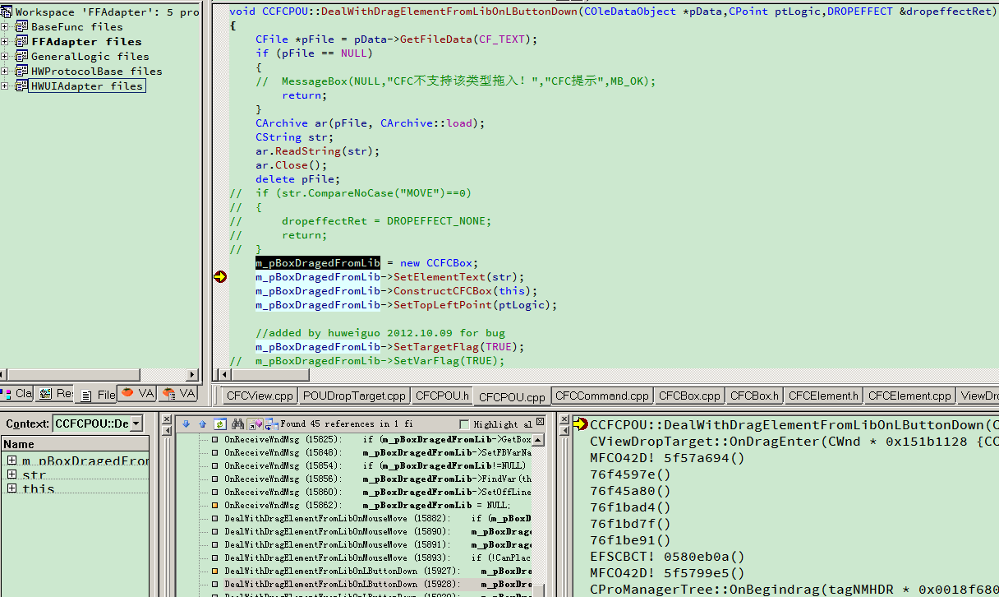 Workspace 'FFAdapter': 5 pro
BaseFunc files
FFAdapter files
GeneralLogic files
HWProtocolBase files
HWUIAdapter files
void CCFCPOU::DealWithDragElementFromLibOnLButtonDown(COleDataObject *pData,CPoint ptLogic,DROPEFFECT &dropeffectRet)
{
CFile *pFile = pData->GetFileData(CF_TEXT);
if (pFile == NULL)
{
// MessageBox(NULL,"CFC不支持该类型拖入！","CFC提示",MB_OK);
return;
}
CArchive ar(pFile, CArchive::load);
CString str;
ar.ReadString(str);
ar.Close();
delete pFile;
// if (str.CompareNoCase("MOVE")==0)
// {
// dropeffectRet = DROPEFFECT_NONE;
// return;
// }
m_pBoxDragedFromLib = new CCFCBox;
m_pBoxDragedFromLib->SetElementText(str);
m_pBoxDragedFromLib->ConstructCFCBox(this);
m_pBoxDragedFromLib->SetTopLeftPoint(ptLogic);
//added by huweiguo 2012.10.09 for bug
m_pBoxDragedFromLib->SetTargetFlag(TRUE);
// m_pBoxDragedFromLib->SetVarFlag(TRUE);
Cla Re File VA VA
CFCView.cpp POUDropTarget.cpp CFCPOU.h CFCPOU.cpp CFCCommand.cpp CFCBox.cpp CFCBox.h CFCElement.h CFCElement.cpp ViewDro
Context: CCFCPOU::De
Name
m_pBoxDragedFrom
str
this
Found 45 references in 1 fi Highlight al
OnReceiveWndMsg (15825): if (m_pBoxDragedFromLib->GetBox
OnReceiveWndMsg (15848): m_pBoxDragedFromLib->SetFBVarNa
OnReceiveWndMsg (15854): if (m_pBoxDragedFromLib!=NULL)
OnReceiveWndMsg (15856): m_pBoxDragedFromLib->FindVar(th
OnReceiveWndMsg (15860): m_pBoxDragedFromLib->SetOffLine
OnReceiveWndMsg (15862): m_pBoxDragedFromLib = NULL;
DealWithDragElementFromLibOnMouseMove (15882): if (m_pBoxD
DealWithDragElementFromLibOnMouseMove (15890): m_pBoxDrage
DealWithDragElementFromLibOnMouseMove (15891): m_pBoxDrage
DealWithDragElementFromLibOnMouseMove (15893): if (!CanPlac
DealWithDragElementFromLibOnLButtonDown (15927): m_pBoxDra
DealWithDragElementFromLibOnLButtonDown (15928): m_pBoxDra
CCFCPOU::DealWithDragElementFromLibOnLButtonDown(C
CViewDropTarget::OnDragEnter(CWnd * 0x151b1128 {CC
MFCO42D! 5f57a694()
76f4597e()
76f45a80()
76f1bad4()
76f1bd7f()
76f1be91()
EFSCBCT! 0580eb0a()
MFCO42D! 5f5799e5()
CProManagerTree::OnBegindrag(tagNMHDR * 0x0018f680